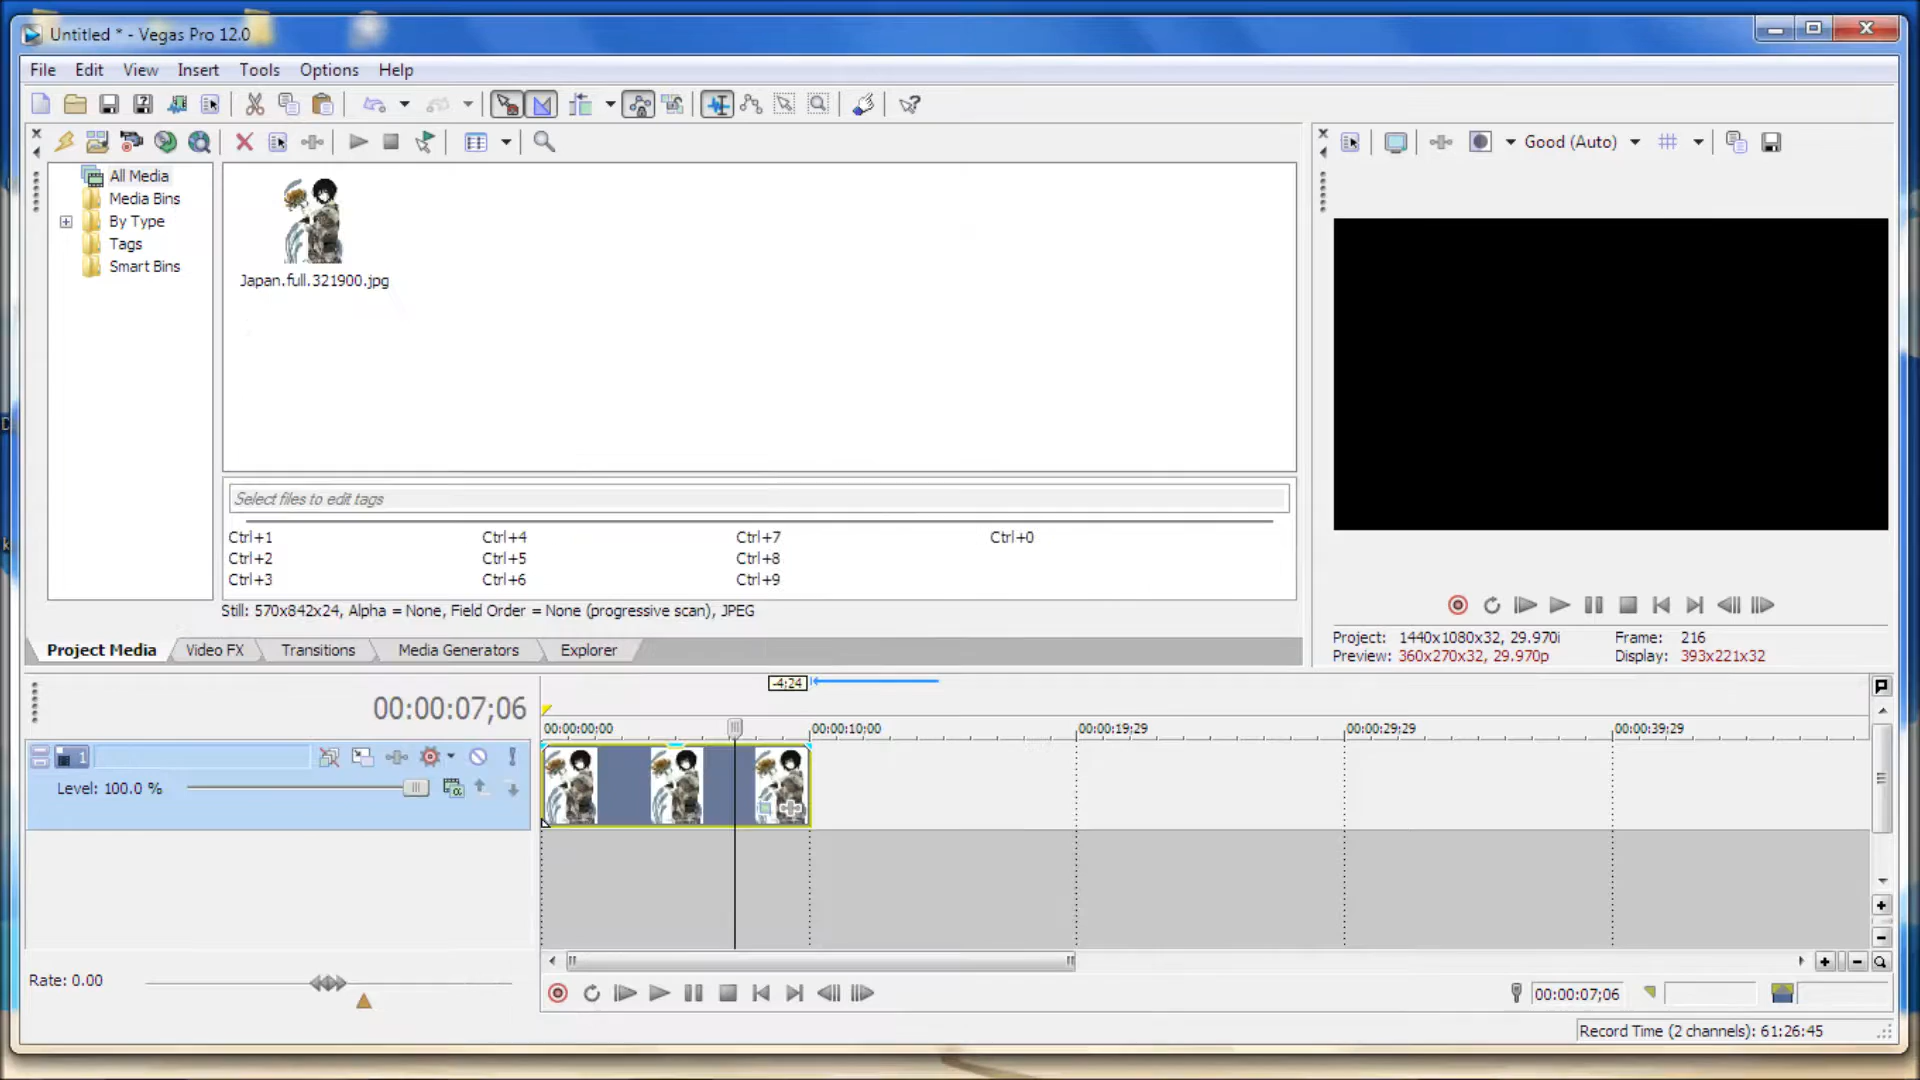 Untitled * - Vegas Pro 12.0
File Edit View Insert Tools Options Help
Good (Auto)
All Media
Media Bins
By Type
Tags
Smart Bins
Japan.full.321900.jpg
Select files to edit tags
Ctrl+1 Ctrl+4 Ctrl+7 Ctrl+0
Ctrl+2 Ctrl+5 Ctrl+8
Ctrl+3 Ctrl+6 Ctrl+9
Still: 570x842x24, Alpha = None, Field Order = None (progressive scan), JPEG
Project Media Video FX Transitions Media Generators Explorer
Project: 1440x1080x32, 29.970i Frame: 216
Preview: 360x270x32, 29.970p Display: 393x221x32
-4;24
00:00:07;06
00:00:00;00 00:00:10;00 00:00:19;29 00:00:29;29 00:00:39;29
1
Level: 100.0 %
Rate: 0.00
00:00:07;06
Record Time (2 channels): 61:26:45